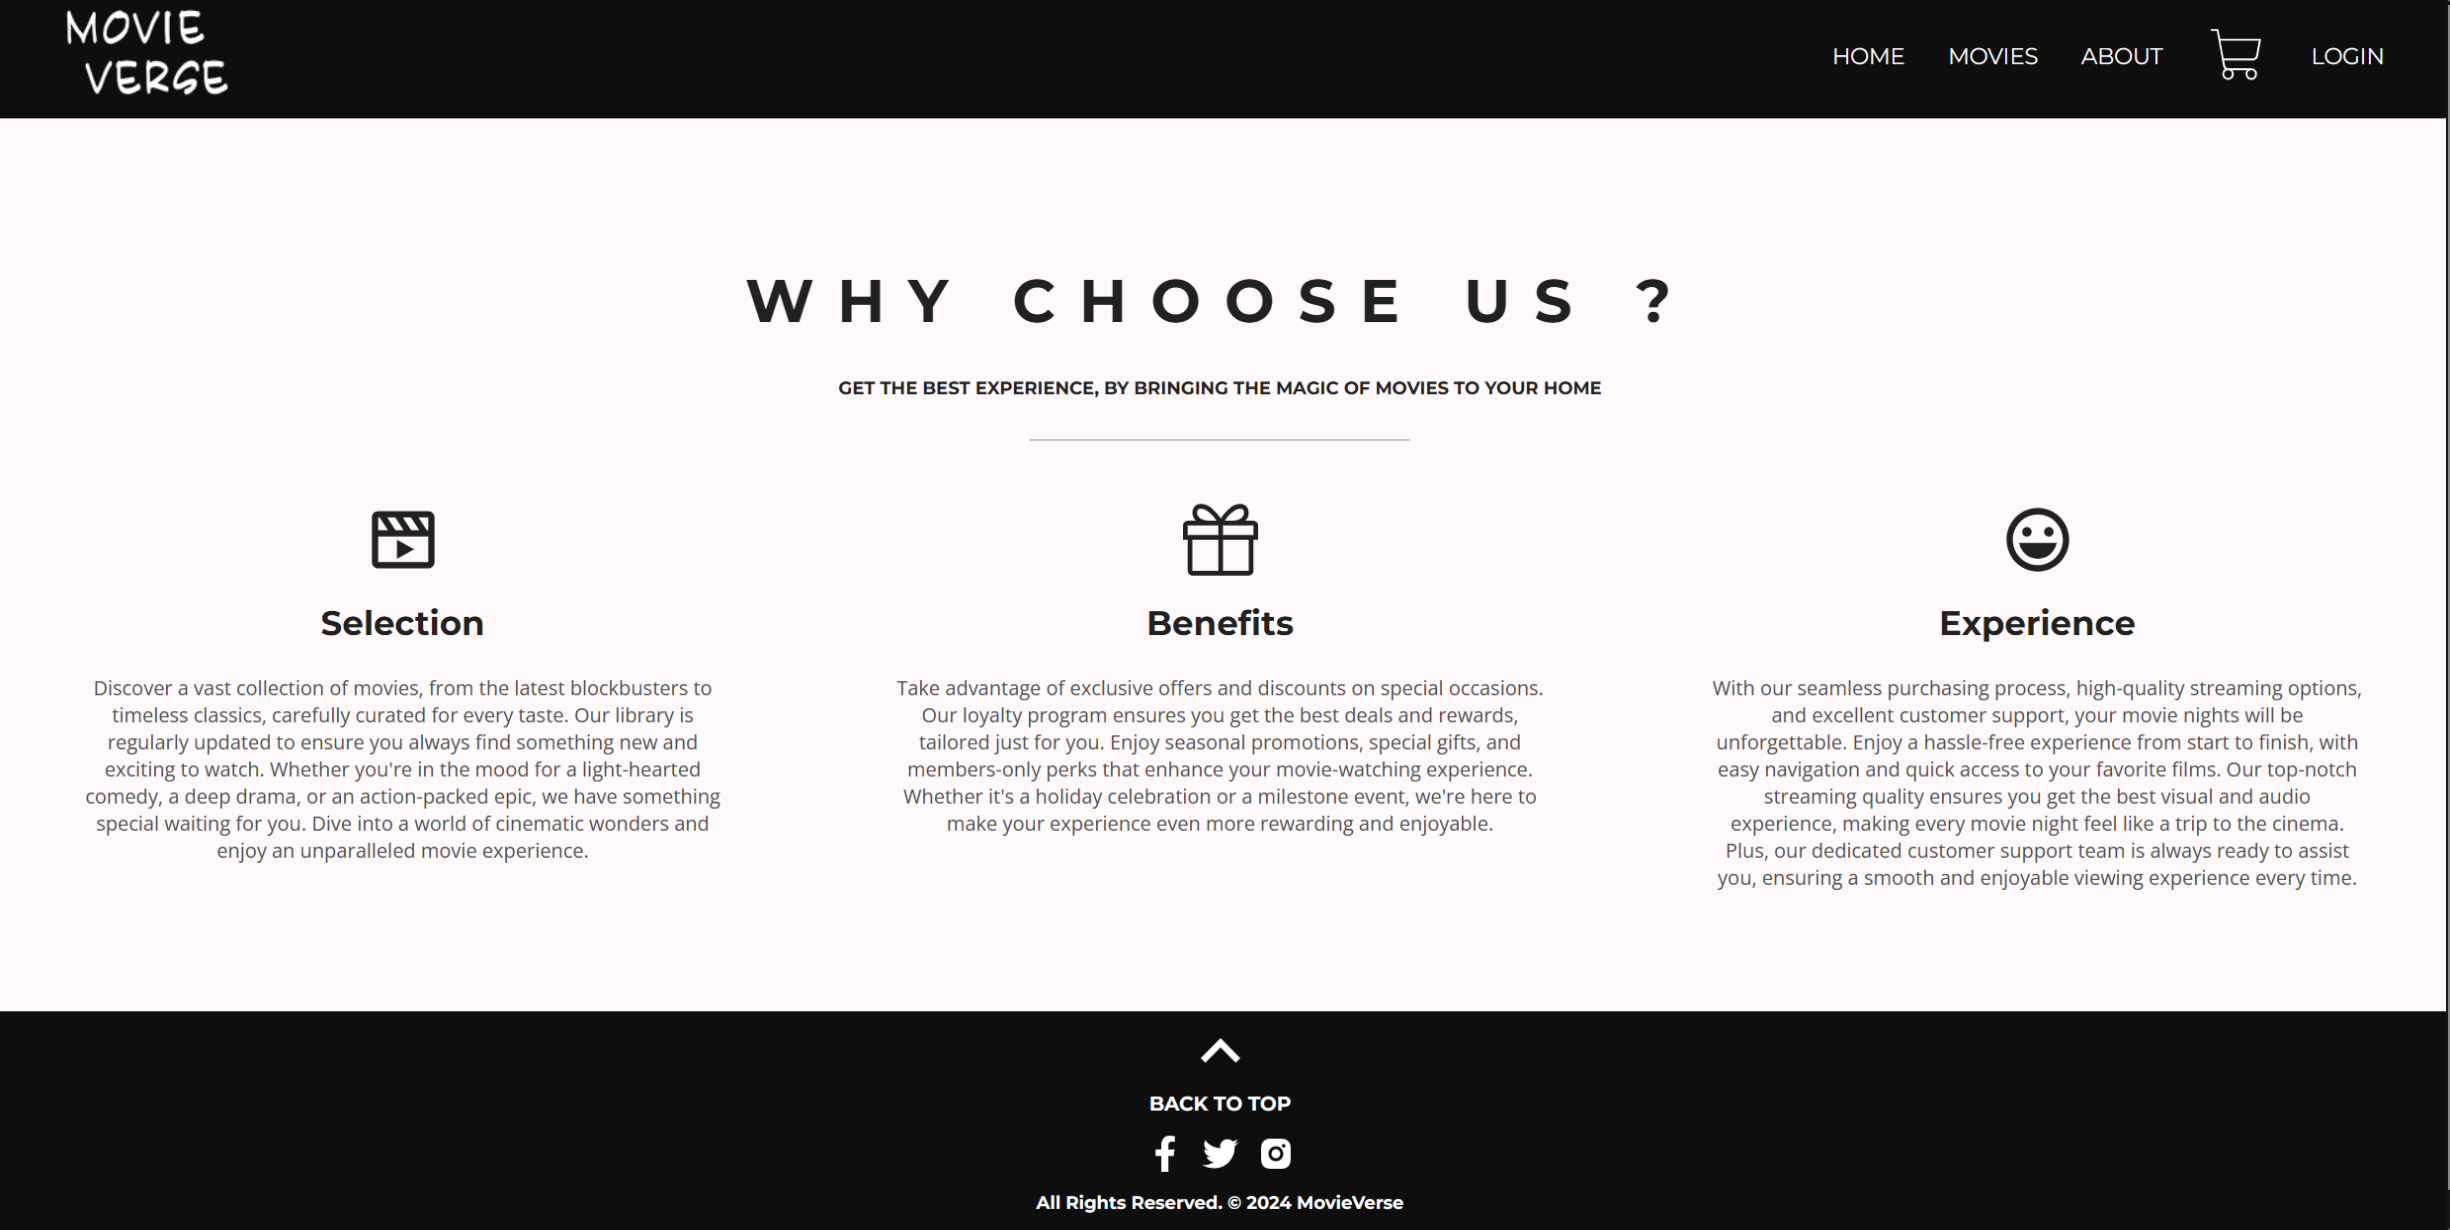 MOVIE
VERSE
HOME MOVIES ABOUT LOGIN
WHY CHOOSE US ?
GET THE BEST EXPERIENCE, BY BRINGING THE MAGIC OF MOVIES TO YOUR HOME
Selection
Discover a vast collection of movies, from the latest blockbusters to
timeless classics, carefully curated for every taste. Our library is
regularly updated to ensure you always find something new and
exciting to watch. Whether you're in the mood for a light-hearted
comedy, a deep drama, or an action-packed epic, we have something
special waiting for you. Dive into a world of cinematic wonders and
enjoy an unparalleled movie experience.
Benefits
Take advantage of exclusive offers and discounts on special occasions.
Our loyalty program ensures you get the best deals and rewards,
tailored just for you. Enjoy seasonal promotions, special gifts, and
members-only perks that enhance your movie-watching experience.
Whether it's a holiday celebration or a milestone event, we're here to
make your experience even more rewarding and enjoyable.
Experience
With our seamless purchasing process, high-quality streaming options,
and excellent customer support, your movie nights will be
unforgettable. Enjoy a hassle-free experience from start to finish, with
easy navigation and quick access to your favorite films. Our top-notch
streaming quality ensures you get the best visual and audio
experience, making every movie night feel like a trip to the cinema.
Plus, our dedicated customer support team is always ready to assist
you, ensuring a smooth and enjoyable viewing experience every time.
BACK TO TOP
All Rights Reserved. © 2024 MovieVerse